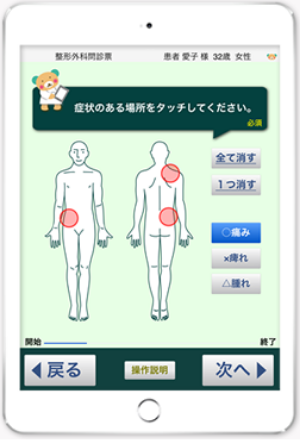 整形外科問診票 患者 愛子 様 32歳 女性
症状のある場所をタッチしてください。
必須
全て消す
1つ消す
○痛み
×痺れ
△腫れ
開始 終了
戻る 操作説明 次へ